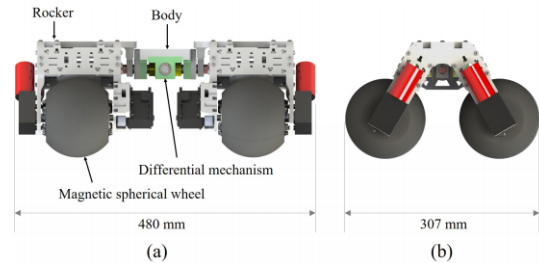 Rocker
Body
Differential mechanism
Magnetic spherical wheel
480 mm
307 mm
(a)
(b)